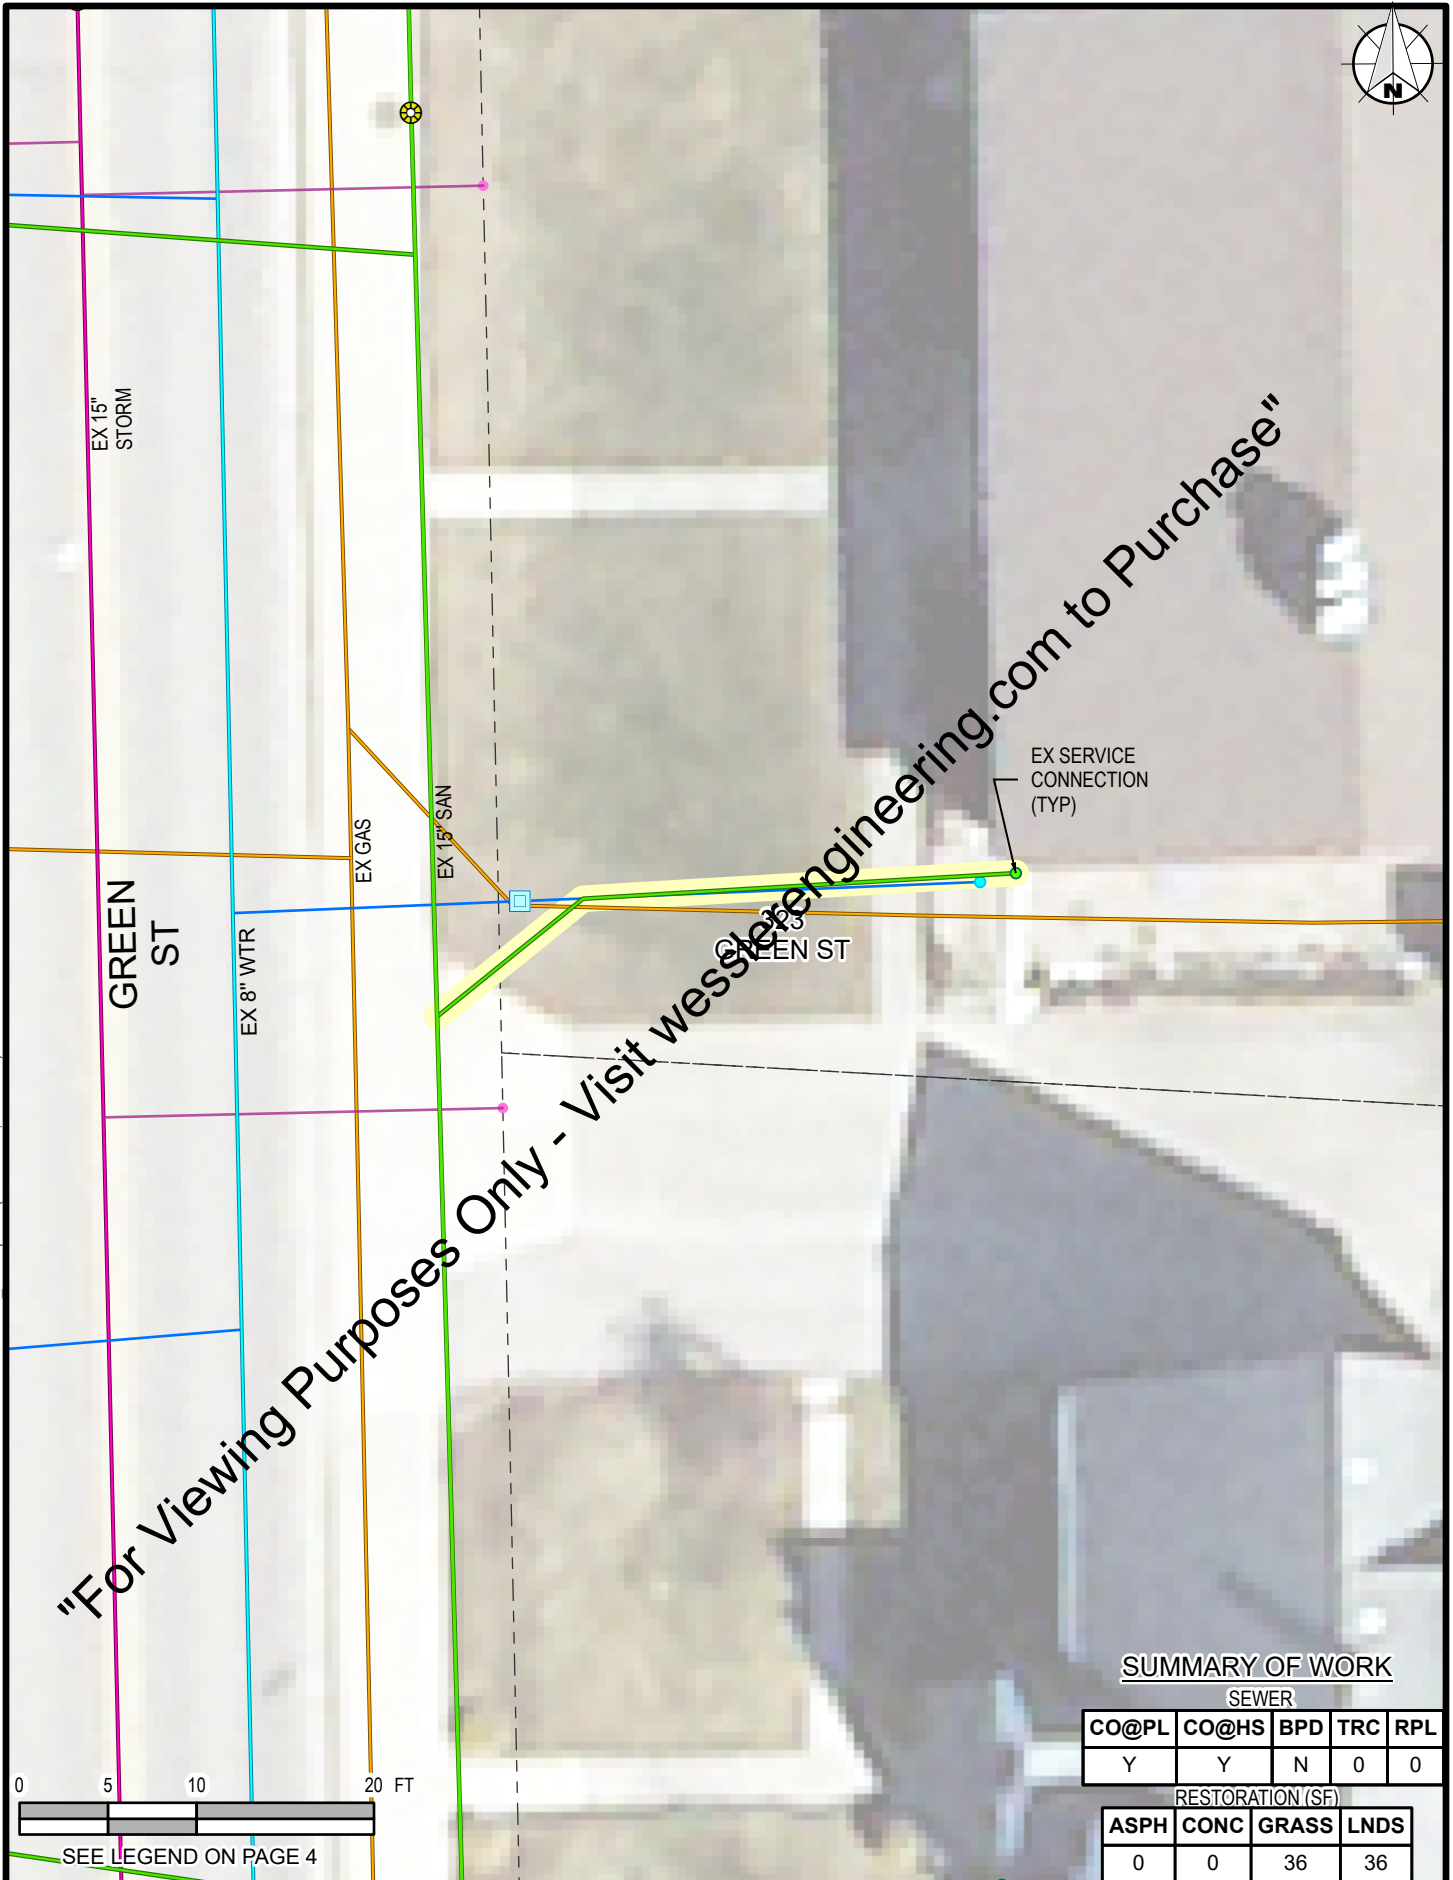 N
EX 15"
STORM
"For Viewing Purposes Only - Visit wesslerengineering.com to Purchase"
EX SERVICE
CONNECTION
(TYP)
EX GAS
EX 15" SAN
GREEN
ST
EX 8" WTR
323
GREEN ST
SUMMARY OF WORK
SEWER
CO@PL CO@HS BPD TRC RPL
Y Y N 0 0
RESTORATION (SF)
ASPH CONC GRASS LNDS
0 0 36 36
0 5 10 20 FT
SEE LEGEND ON PAGE 4